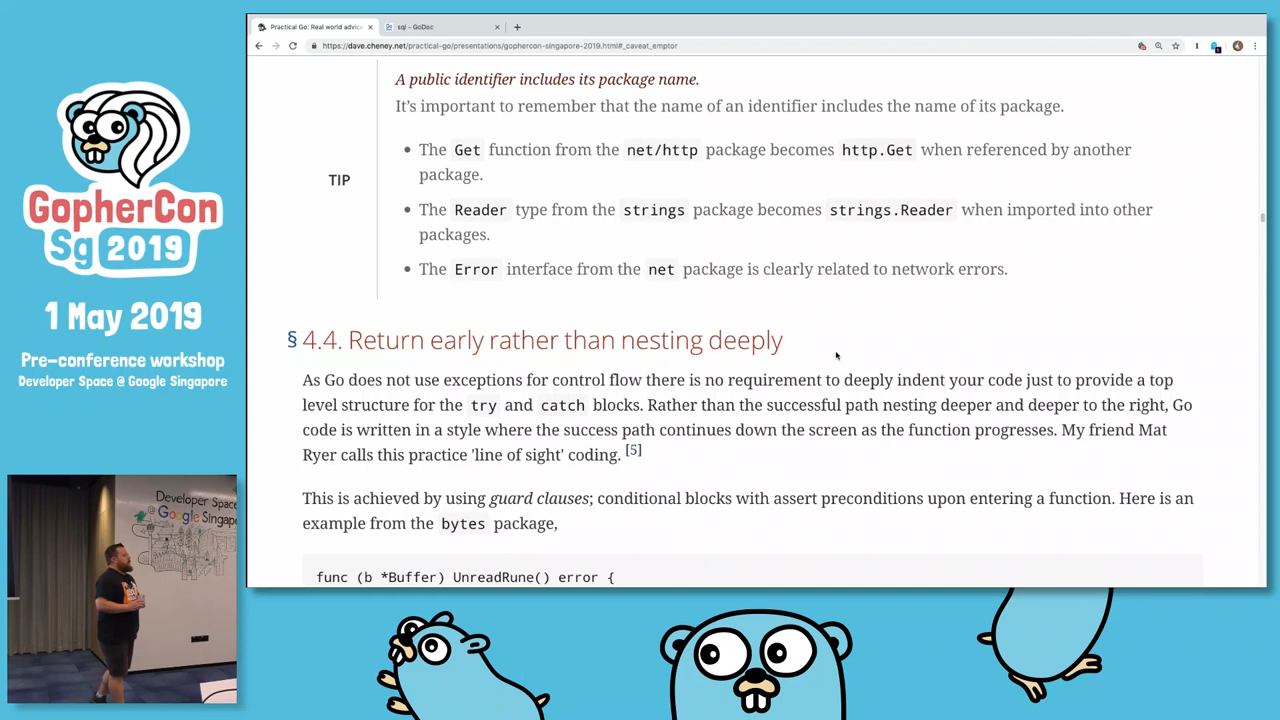 Practical Go: Real world advic
sql - GoDoc
https://dave.cheney.net/practical-go/presentations/gophercon-singapore-2019.html#_caveat_emptor
A public identifier includes its package name.
It’s important to remember that the name of an identifier includes the name of its package.
• The Get function from the net/http package becomes http.Get when referenced by another
package.
TIP
• The Reader type from the strings package becomes strings.Reader when imported into other
packages.
• The Error interface from the net package is clearly related to network errors.
§ 4.4. Return early rather than nesting deeply
As Go does not use exceptions for control flow there is no requirement to deeply indent your code just to provide a top
level structure for the try and catch blocks. Rather than the successful path nesting deeper and deeper to the right, Go
code is written in a style where the success path continues down the screen as the function progresses. My friend Mat
Ryer calls this practice 'line of sight' coding. [5]
This is achieved by using guard clauses; conditional blocks with assert preconditions upon entering a function. Here is an
example from the bytes package,
func (b *Buffer) UnreadRune() error {
GopherCon
Sg 2019
1 May 2019
Pre-conference workshop
Developer Space @ Google Singapore
Developer Space
@ Google Singap